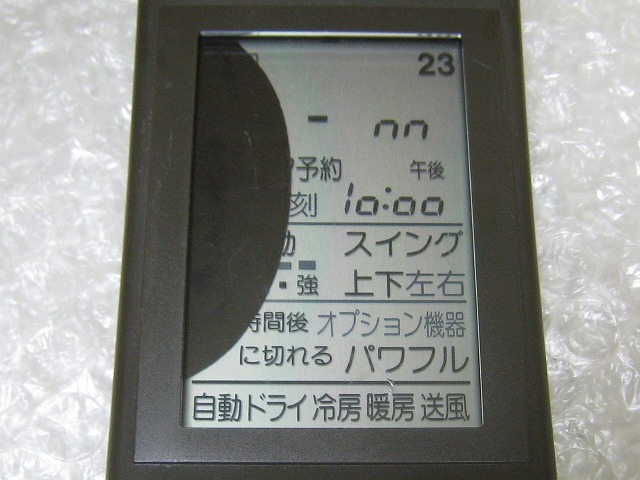 23
予約 午後
刻 10:00
動 スイング
・強 上下左右
時間後 オプション機器
に切れる パワフル
自動 ドライ 冷房 暖房 送風